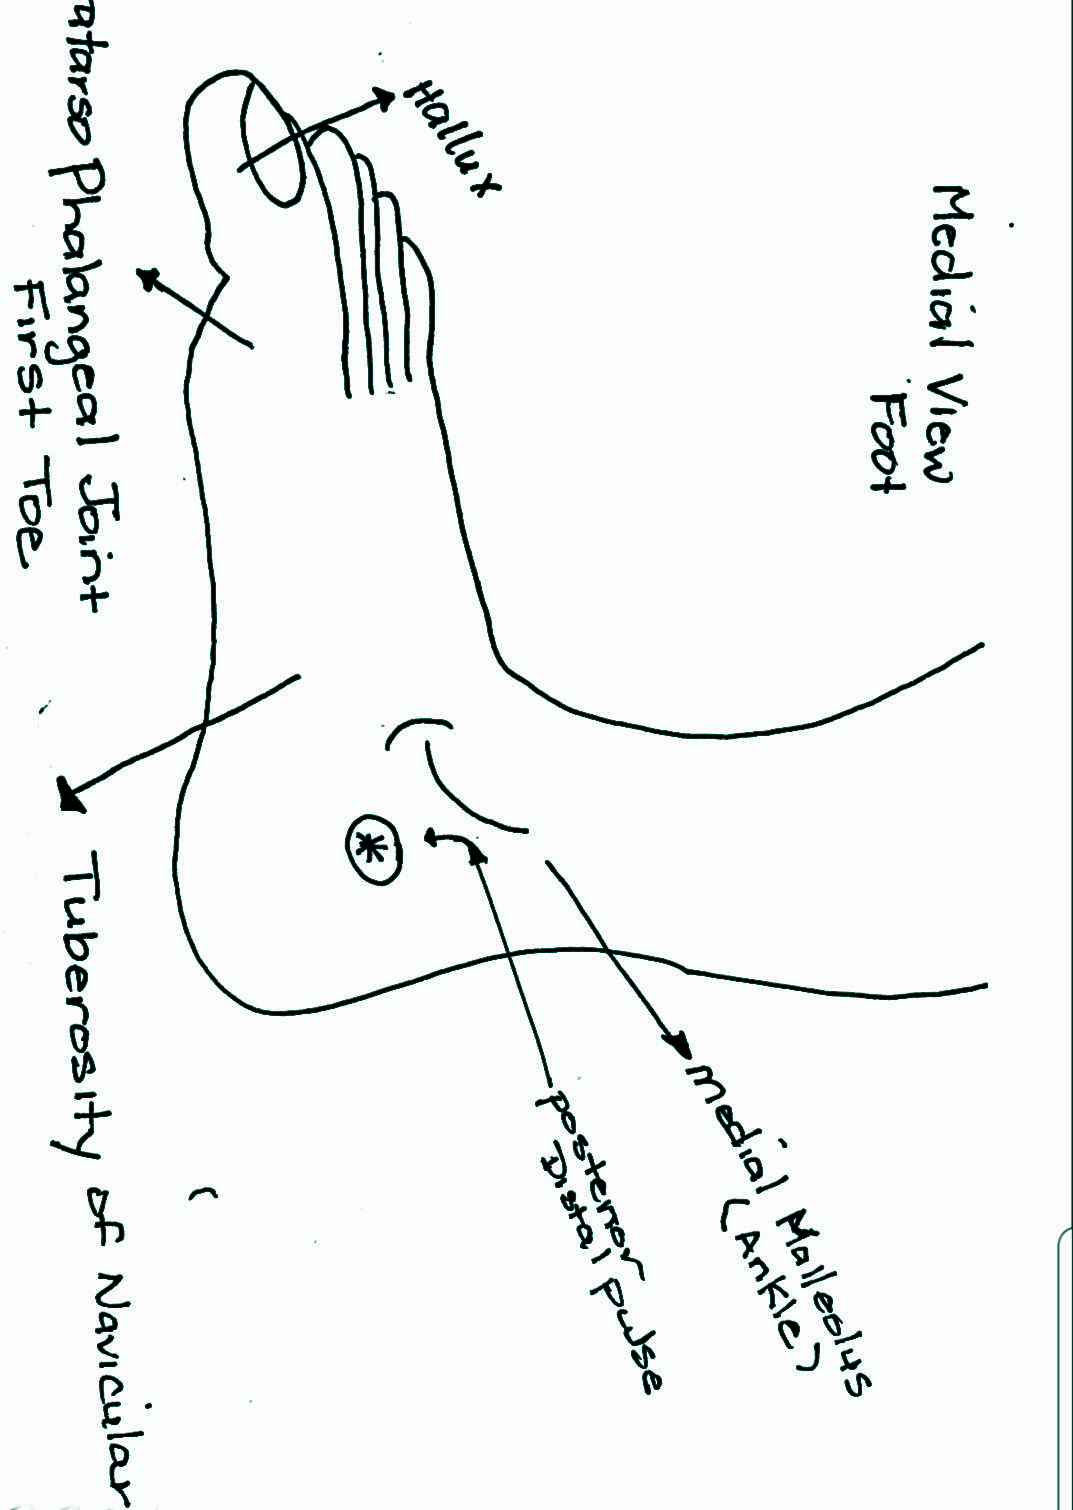 Medial View
Foot
Hallux
atarso Phalangeal Joint
First Toe
Medial Malleolus
(Ankle)
posterior
Distal pulse
Tuberosity of Navicular